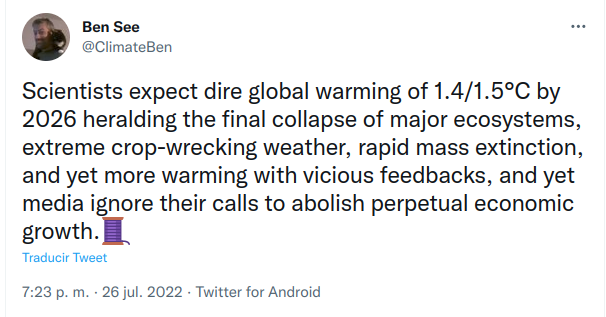 Ben See
@ClimateBen
Scientists expect dire global warming of 1.4/1.5°C by
2026 heralding the final collapse of major ecosystems,
extreme crop-wrecking weather, rapid mass extinction,
and yet more warming with vicious feedbacks, and yet
media ignore their calls to abolish perpetual economic
growth.🧵
Traducir Tweet
7:23 p. m. · 26 jul. 2022 · Twitter for Android